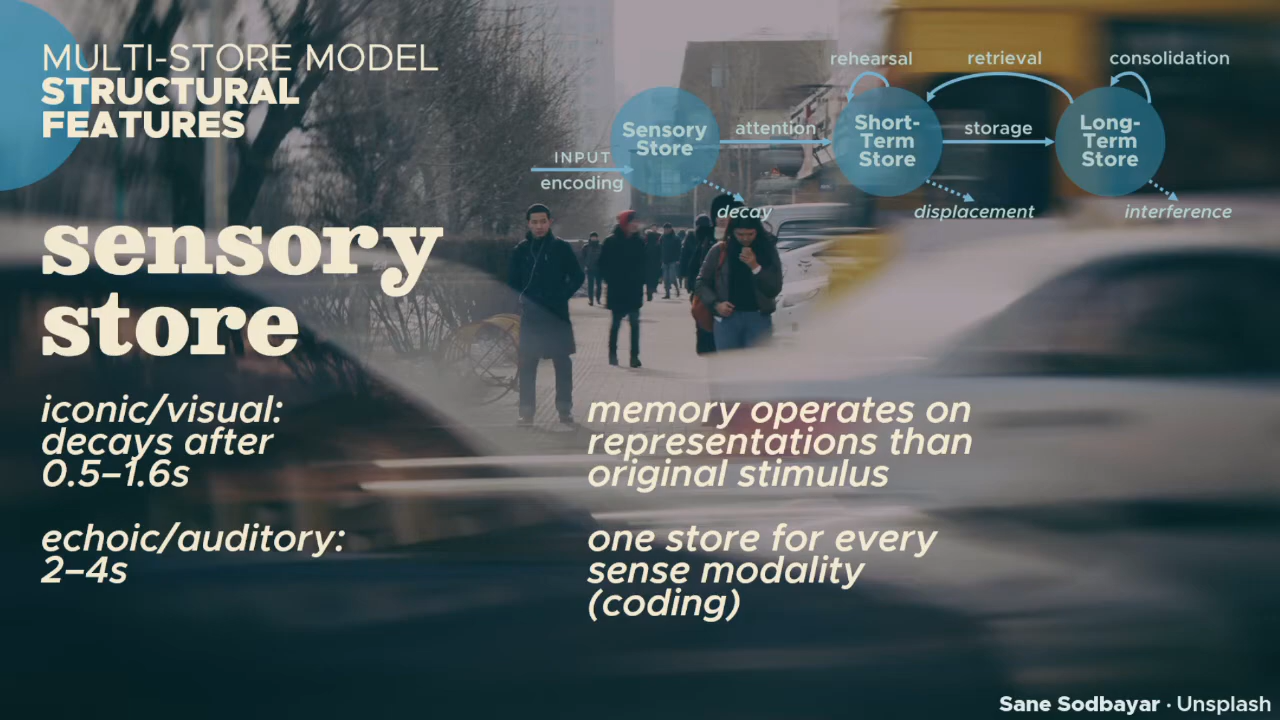 MULTI-STORE MODEL
STRUCTURAL
FEATURES
rehearsal
retrieval
consolidation
Sensory
Store
attention
Short-
Term
Store
storage
Long-
Term
Store
INPUT
encoding
decay
displacement
interference
sensory
store
iconic/visual:
decays after
0.5–1.6s
echoic/auditory:
2–4s
memory operates on
representations than
original stimulus
one store for every
sense modality
(coding)
Sane Sodbayar · Unsplash